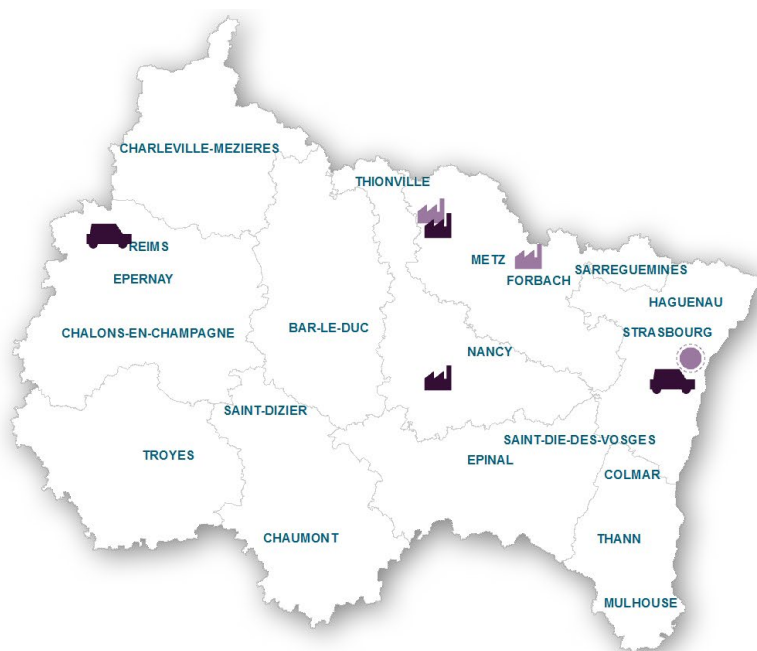 CHARLEVILLE-MEZIERES
THIONVILLE
REIMS
METZ
SARREGUEMINES
EPERNAY
FORBACH
HAGUENAU
CHALONS-EN-CHAMPAGNE
BAR-LE-DUC
STRASBOURG
NANCY
SAINT-DIZIER
SAINT-DIE-DES-VOSGES
TROYES
EPINAL
COLMAR
CHAUMONT
THANN
MULHOUSE